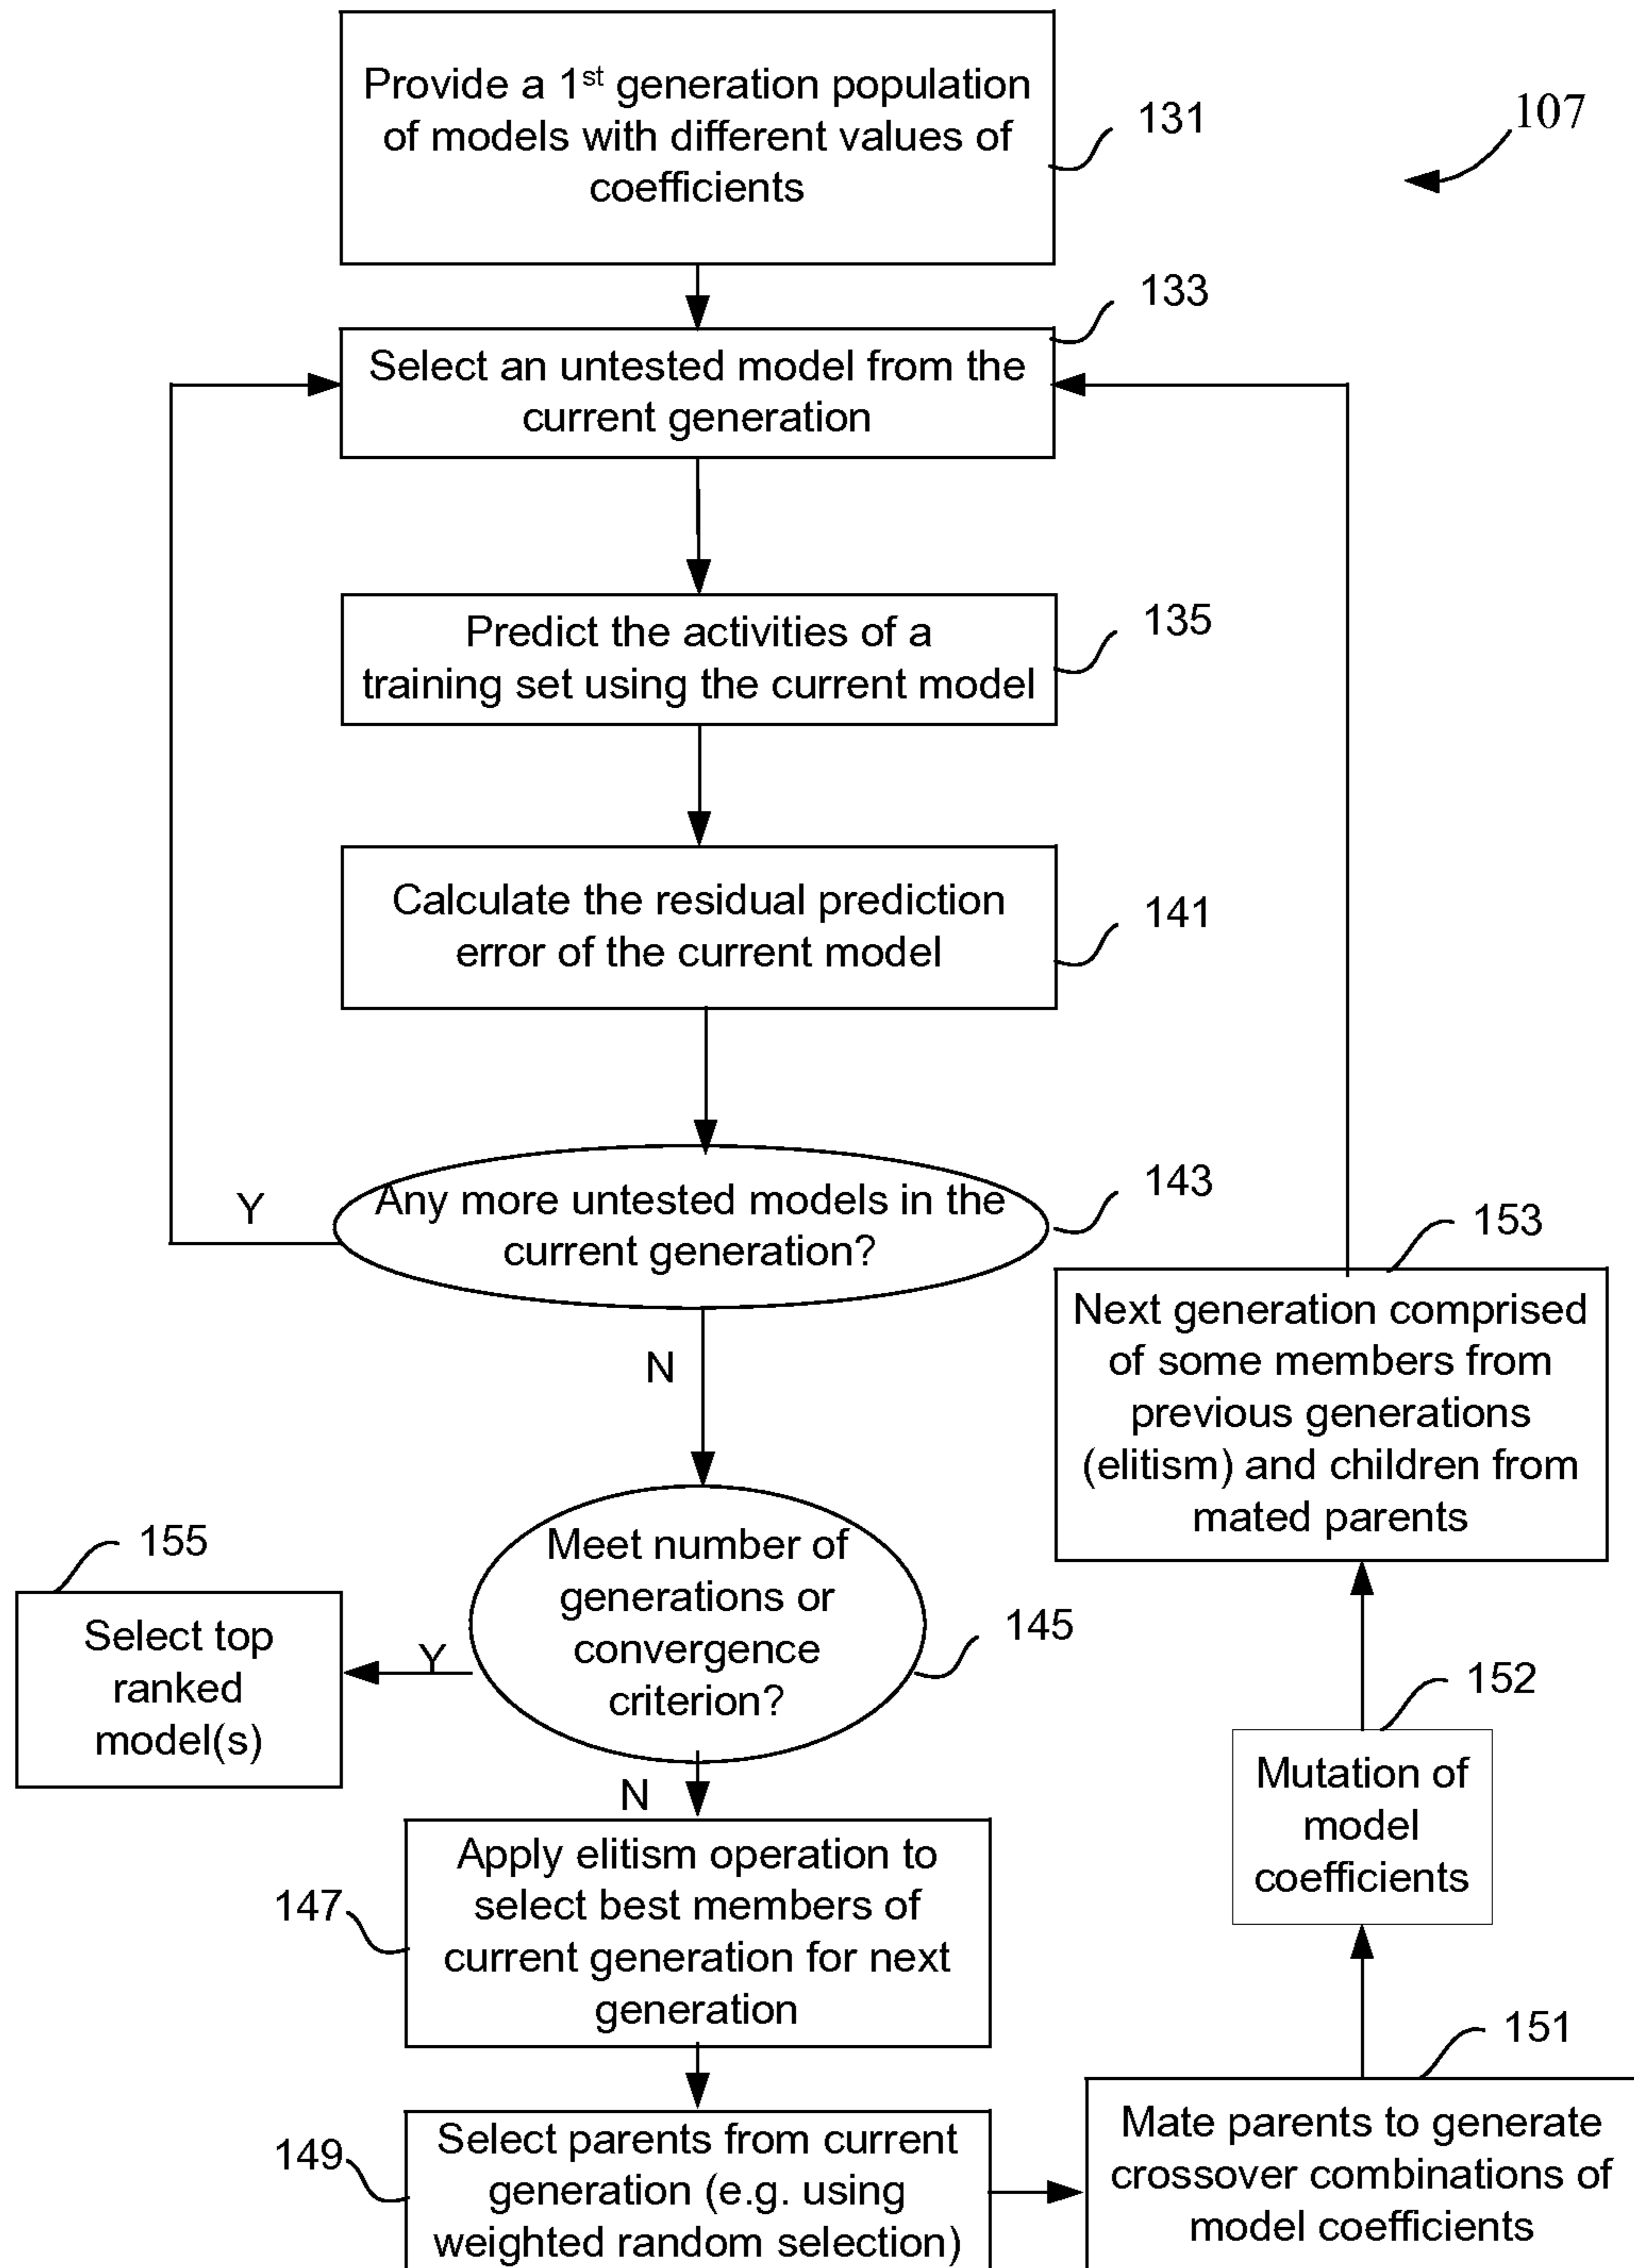 Provide a 1st generation population
of models with different values of
coefficients
131
107
133
Select an untested model from the
current generation
135
Predict the activities of a
training set using the current model
141
Calculate the residual prediction
error of the current model
143
Any more untested models in the
current generation?
Y
N
153
Next generation comprised
of some members from
previous generations
(elitism) and children from
mated parents
155
Select top
ranked
model(s)
Y
Meet number of
generations or
convergence
criterion?
145
N
152
Mutation of
model
coefficients
147
Apply elitism operation to
select best members of
current generation for next
generation
151
149
Select parents from current
generation (e.g. using
weighted random selection)
Mate parents to generate
crossover combinations of
model coefficients